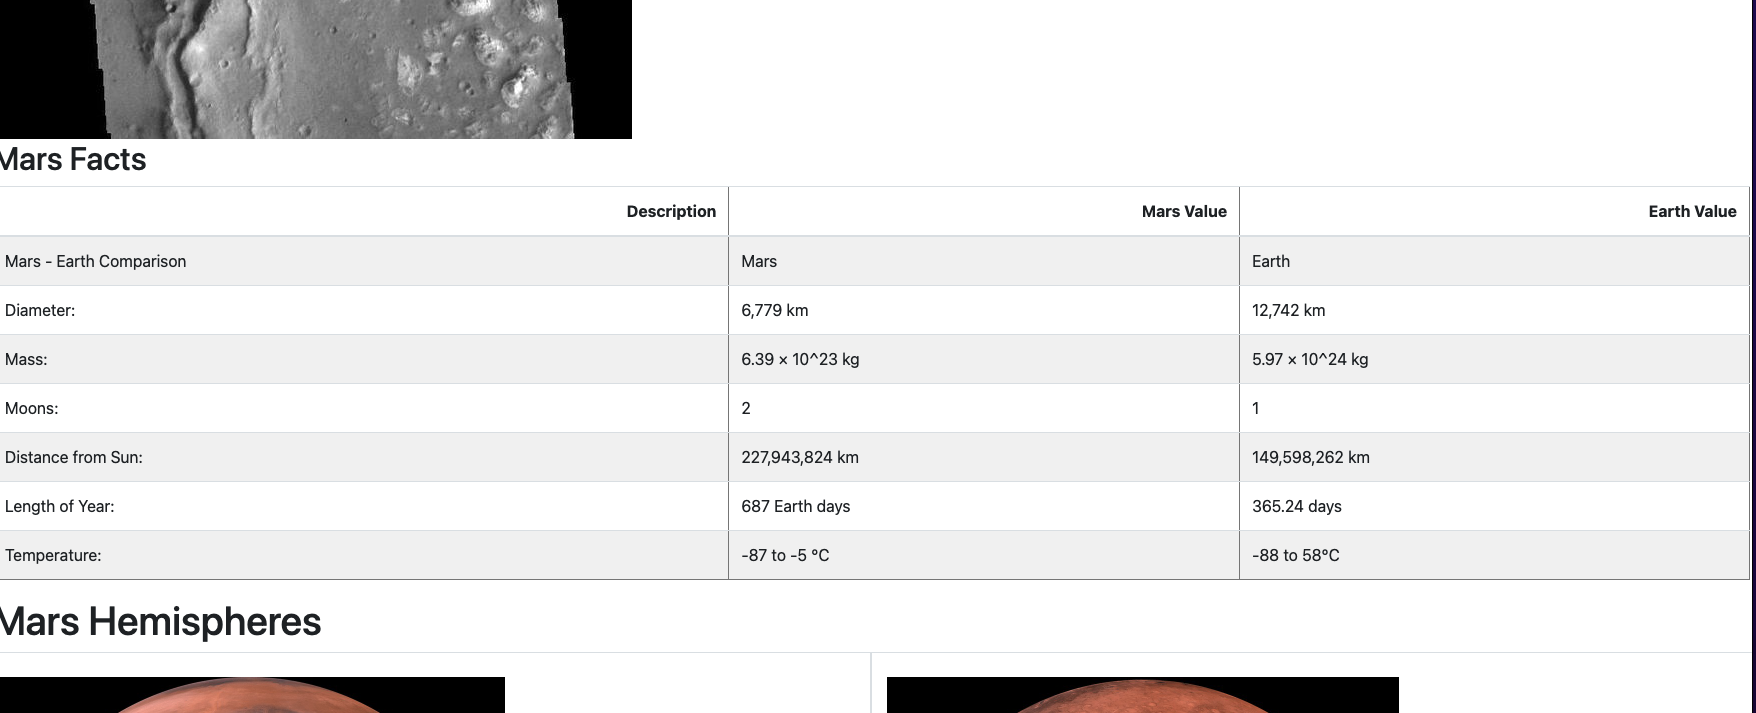 Mars Facts
Description Mars Value Earth Value
Mars - Earth Comparison Mars Earth
Diameter: 6,779 km 12,742 km
Mass: 6.39 × 10^23 kg 5.97 × 10^24 kg
Moons: 2 1
Distance from Sun: 227,943,824 km 149,598,262 km
Length of Year: 687 Earth days 365.24 days
Temperature: -87 to -5 °C -88 to 58°C
Mars Hemispheres